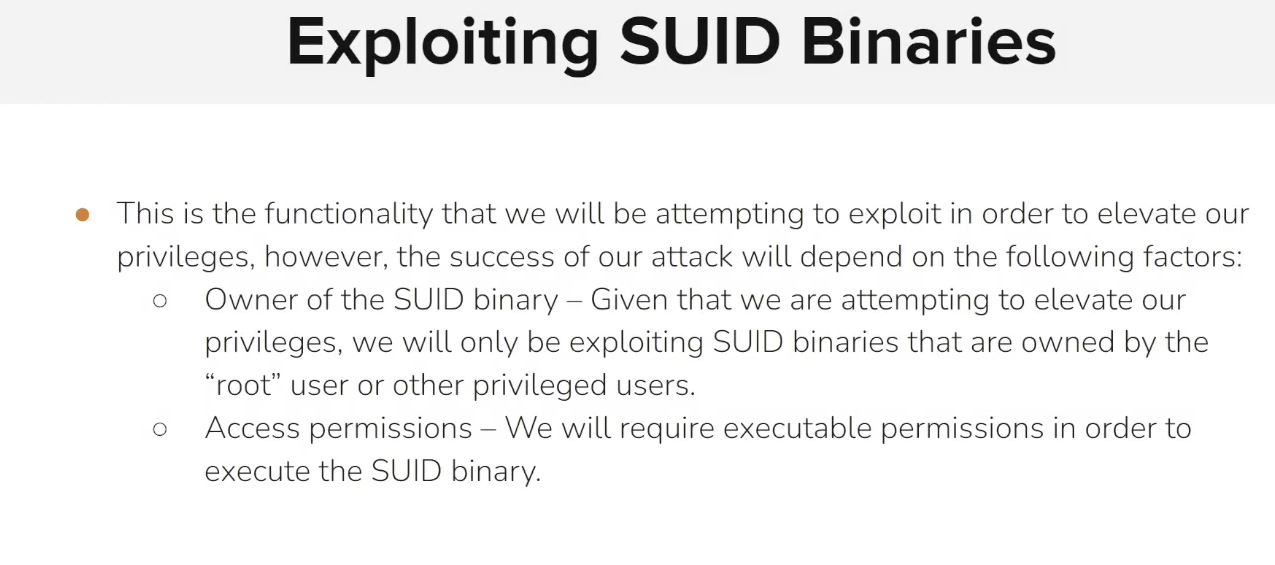 Exploiting SUID Binaries
● This is the functionality that we will be attempting to exploit in order to elevate our
privileges, however, the success of our attack will depend on the following factors:
○ Owner of the SUID binary – Given that we are attempting to elevate our
privileges, we will only be exploiting SUID binaries that are owned by the
“root” user or other privileged users.
○ Access permissions – We will require executable permissions in order to
execute the SUID binary.